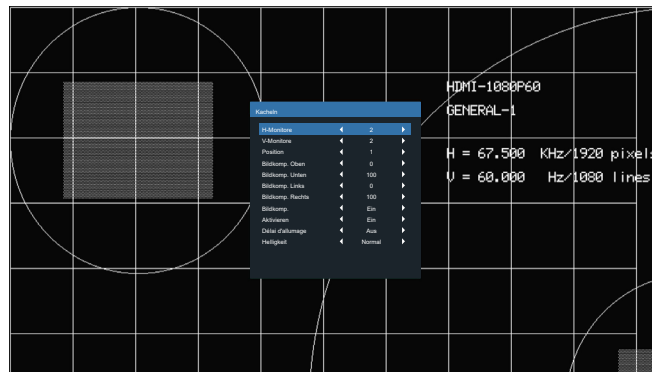 HDMI-1080P60
GENERAL-1
H = 67.500 KHz/1920 pixels
V = 60.000 Hz/1080 lines
Kacheln
H-Monitore 2
V-Monitore 2
Position 1
Bildkomp. Oben 0
Bildkomp. Unten 100
Bildkomp. Links 0
Bildkomp. Rechts 100
Bildkomp. Ein
Aktivieren Ein
Délai d'allumage Aus
Helligkeit Normal